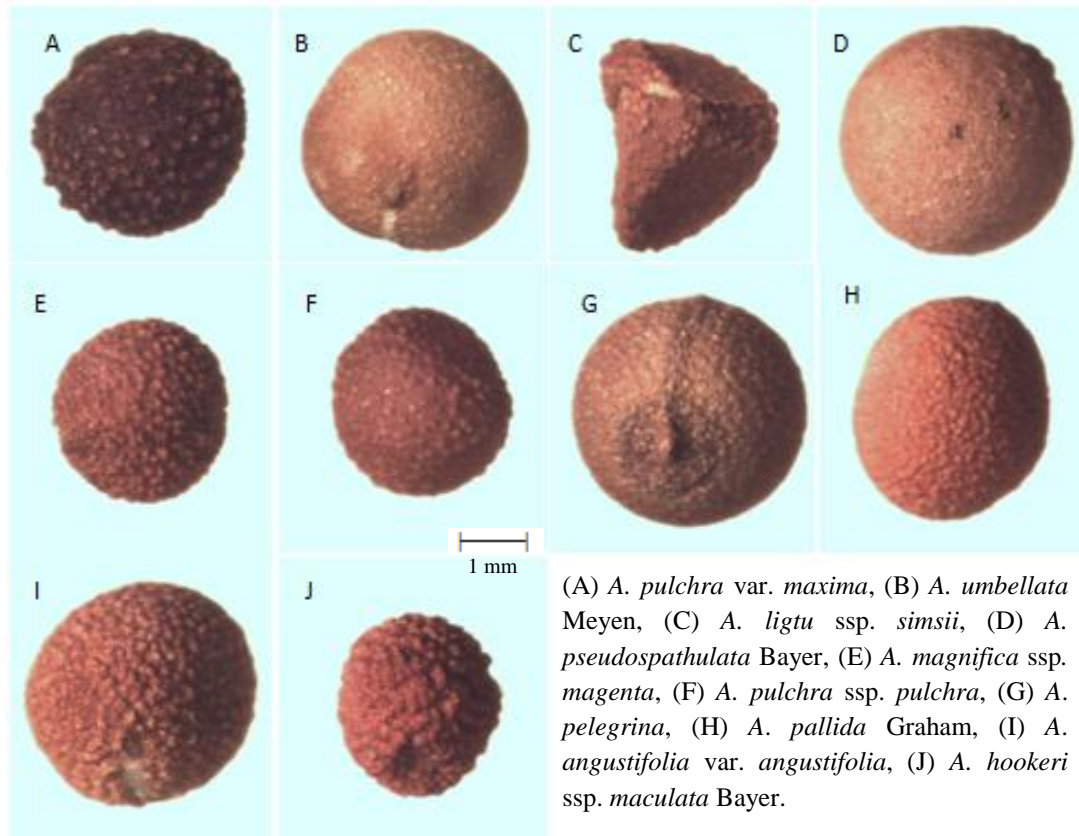 A
B
C
D
E
F
G
H
1 mm
I
J
(A) A. pulchra var. maxima, (B) A. umbellata
Meyen, (C) A. ligtu ssp. simsii, (D) A.
pseudospathulata Bayer, (E) A. magnifica ssp.
magenta, (F) A. pulchra ssp. pulchra, (G) A.
pelegrina, (H) A. pallida Graham, (I) A.
angustifolia var. angustifolia, (J) A. hookeri
ssp. maculata Bayer.